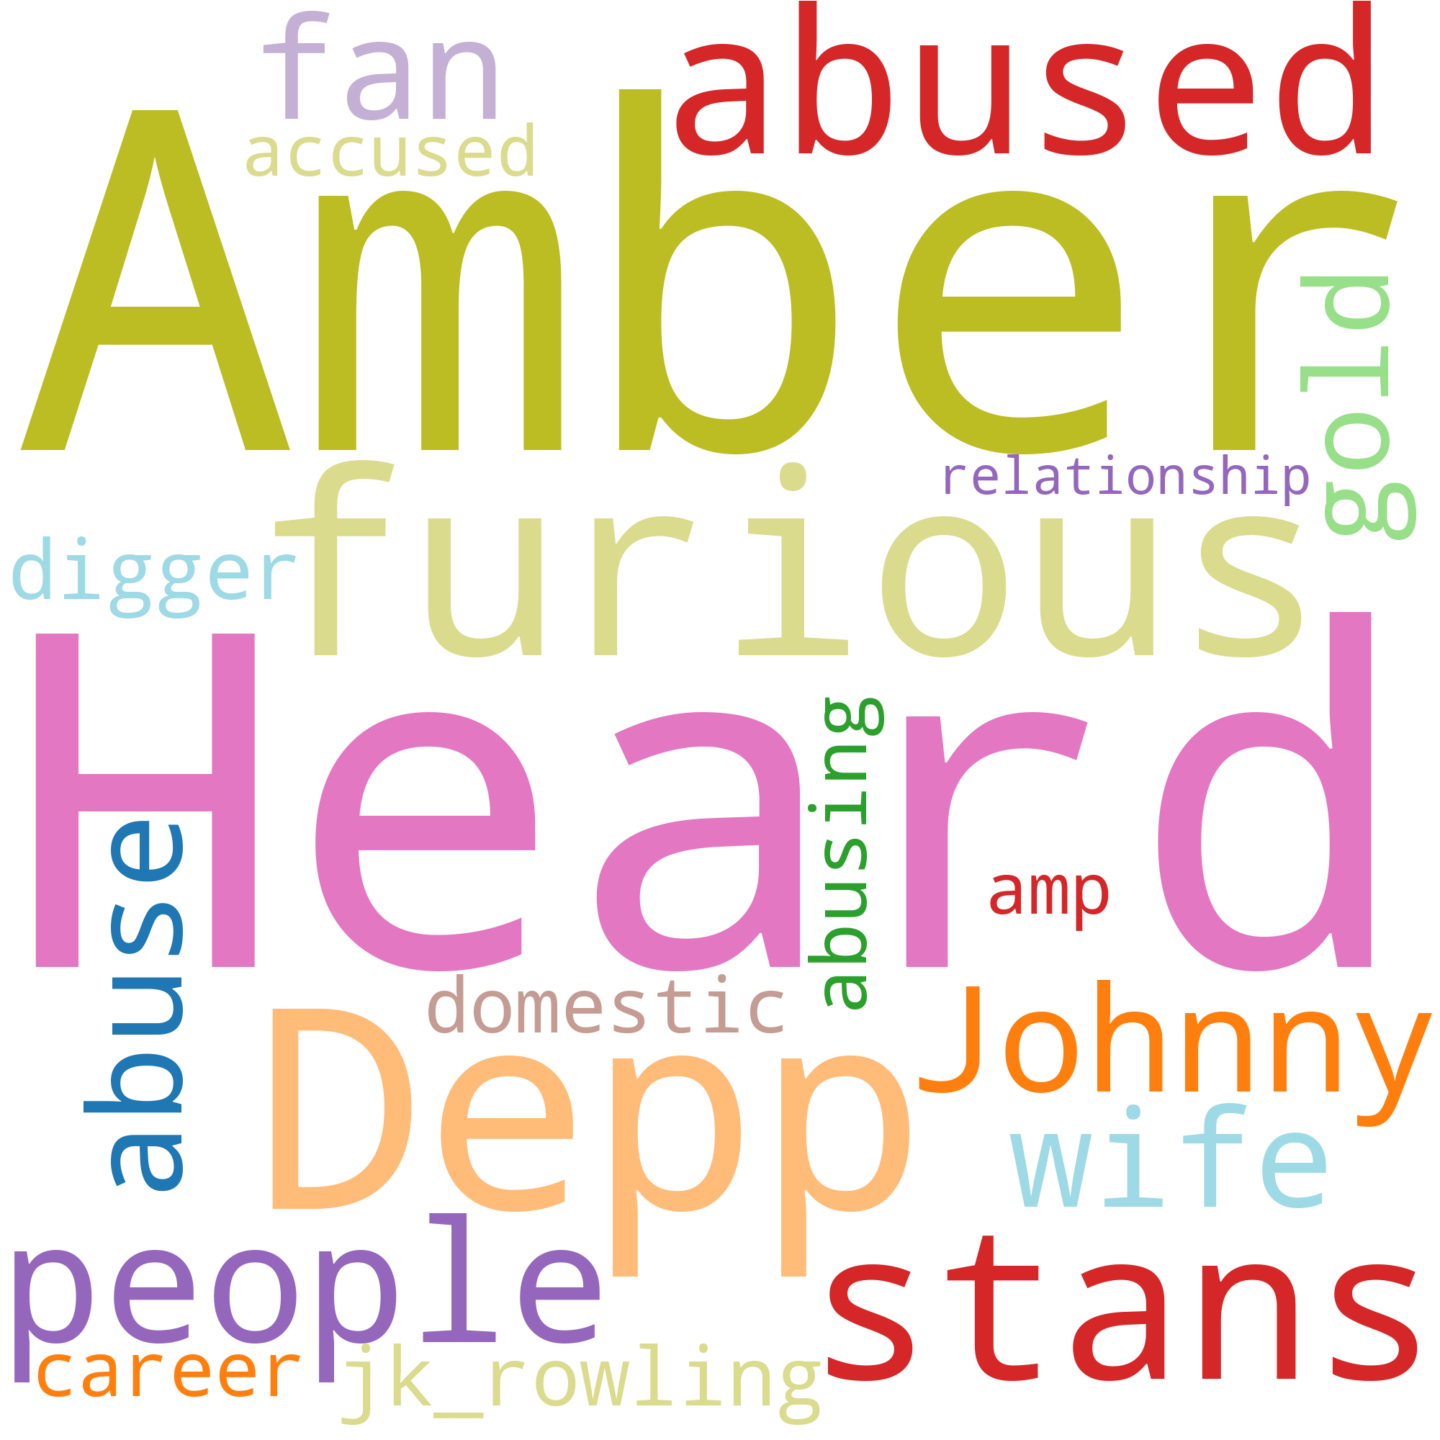 fan
abused
accused
Amber
gold
relationship
furious
digger
Heard
abusing
abuse
amp
domestic
Johnny
Depp
wife
people
stans
career
jk_rowling